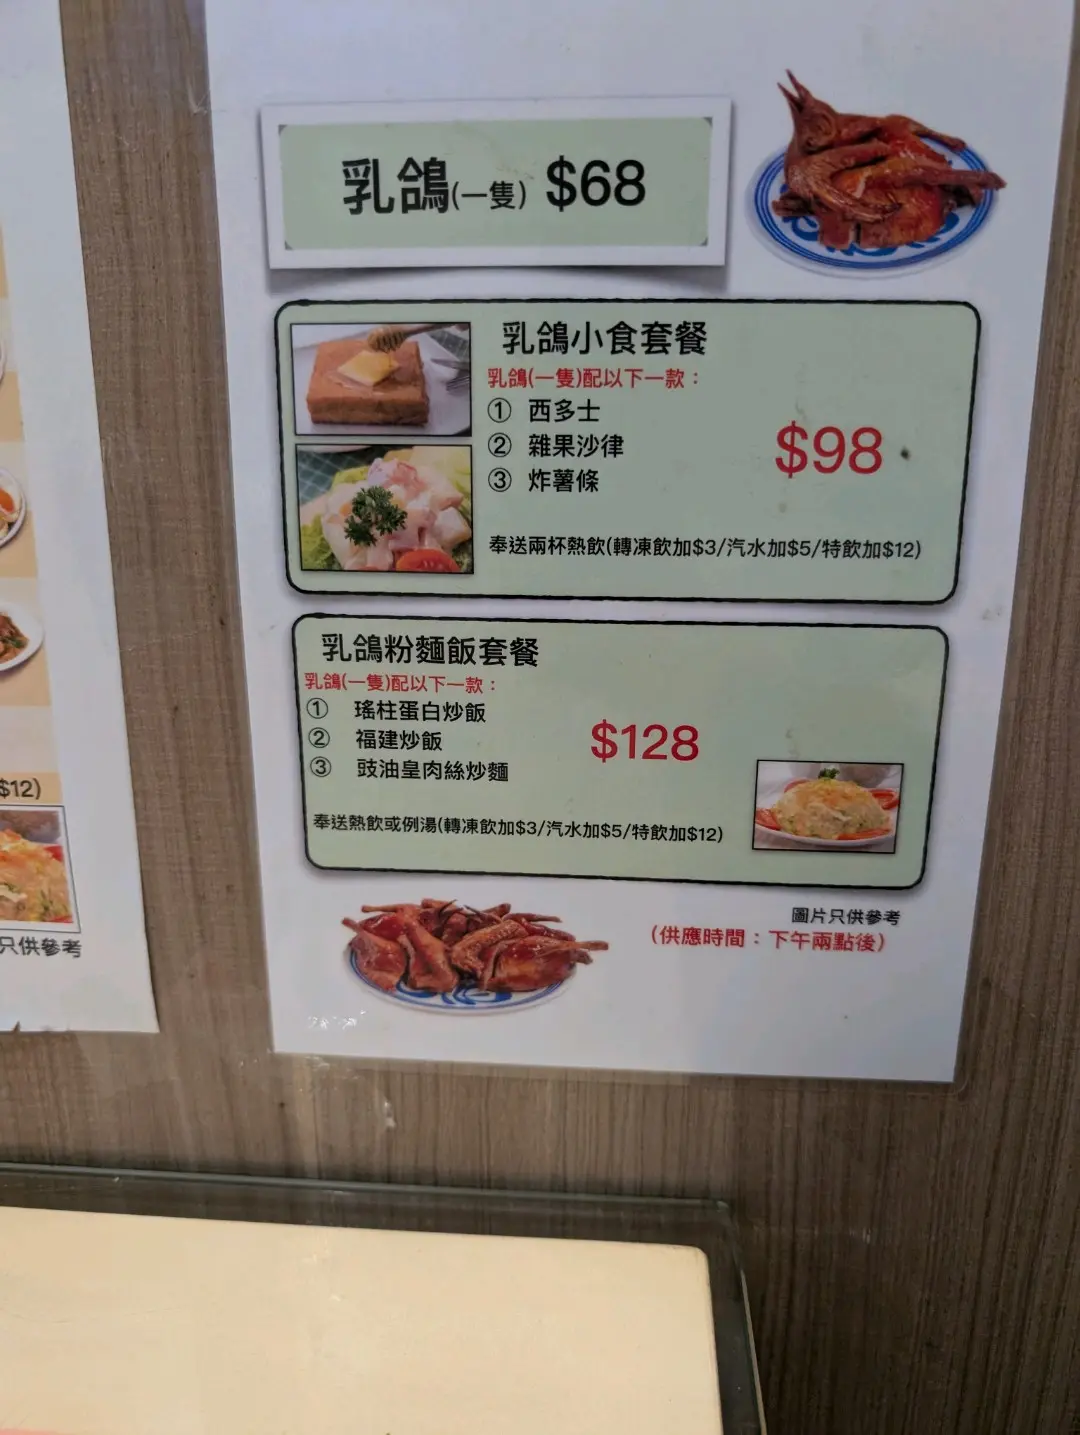 乳鴿(一隻) $68
乳鴿小食套餐
乳鴿(一隻)配以下一款：
① 西多士
② 雜果沙律
③ 炸薯條
$98
奉送兩杯熱飲(轉凍飲加$3/汽水加$5/特飲加$12)
乳鴿粉麵飯套餐
乳鴿(一隻)配以下一款：
① 瑤柱蛋白炒飯
② 福建炒飯
③ 豉油皇肉絲炒麵
$128
奉送熱飲或例湯(轉凍飲加$3/汽水加$5/特飲加$12)
圖片只供參考
(供應時間：下午兩點後)
$12)
只供參考